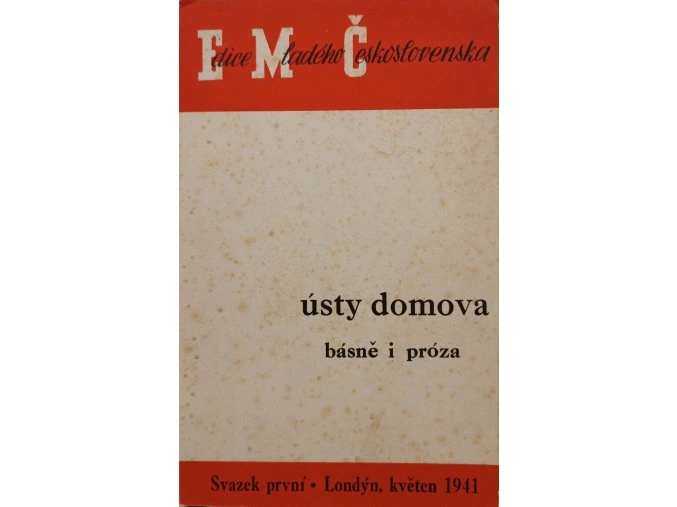 Edice Mladého Československa
ústy domova
básně i próza
Svazek první • Londýn, květen 1941